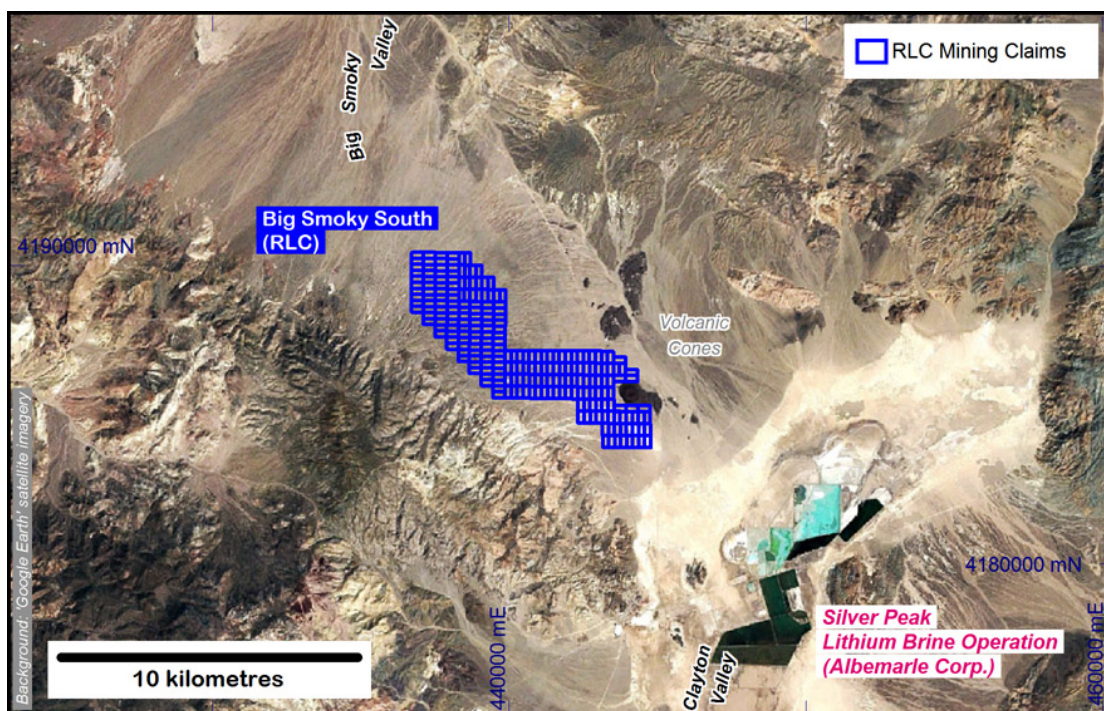 Big Smoky Valley
RLC Mining Claims
Big Smoky South
(RLC)
4190000 mN
Volcanic
Cones
4180000 mN
Silver Peak
Lithium Brine Operation
(Albemarle Corp.)
Clayton
Valley
440000 mE
460000 mE
10 kilometres
Background: 'Google Earth' satellite imagery